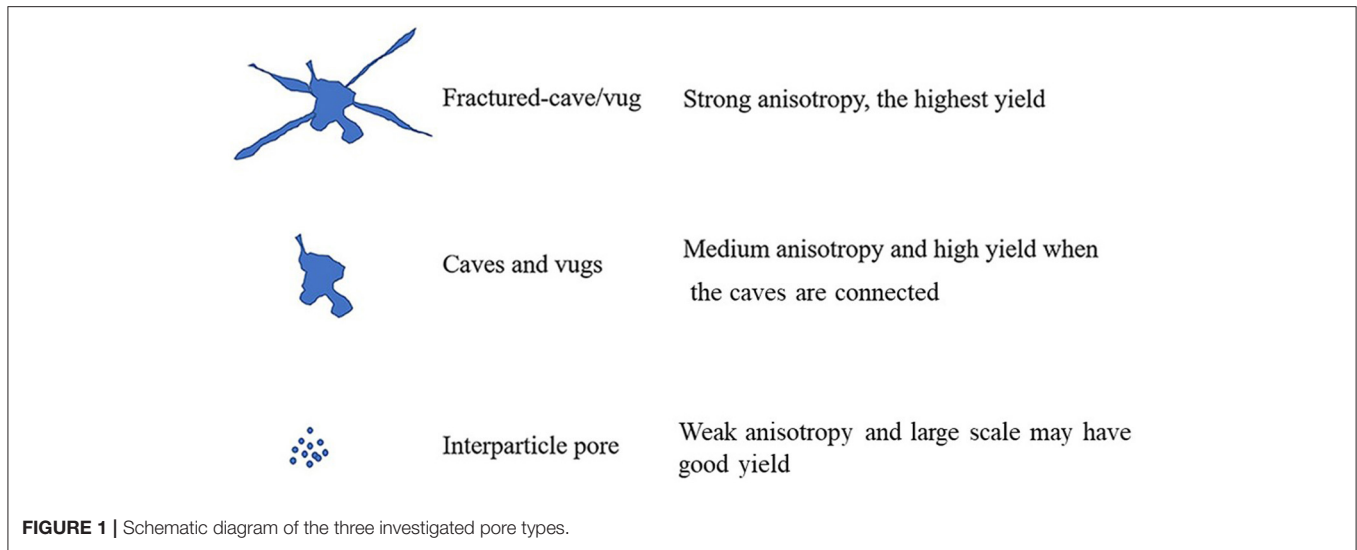 Fractured-cave/vug Strong anisotropy, the highest yield
Caves and vugs Medium anisotropy and high yield when
the caves are connected
Interparticle pore Weak anisotropy and large scale may have
good yield
FIGURE 1 | Schematic diagram of the three investigated pore types.